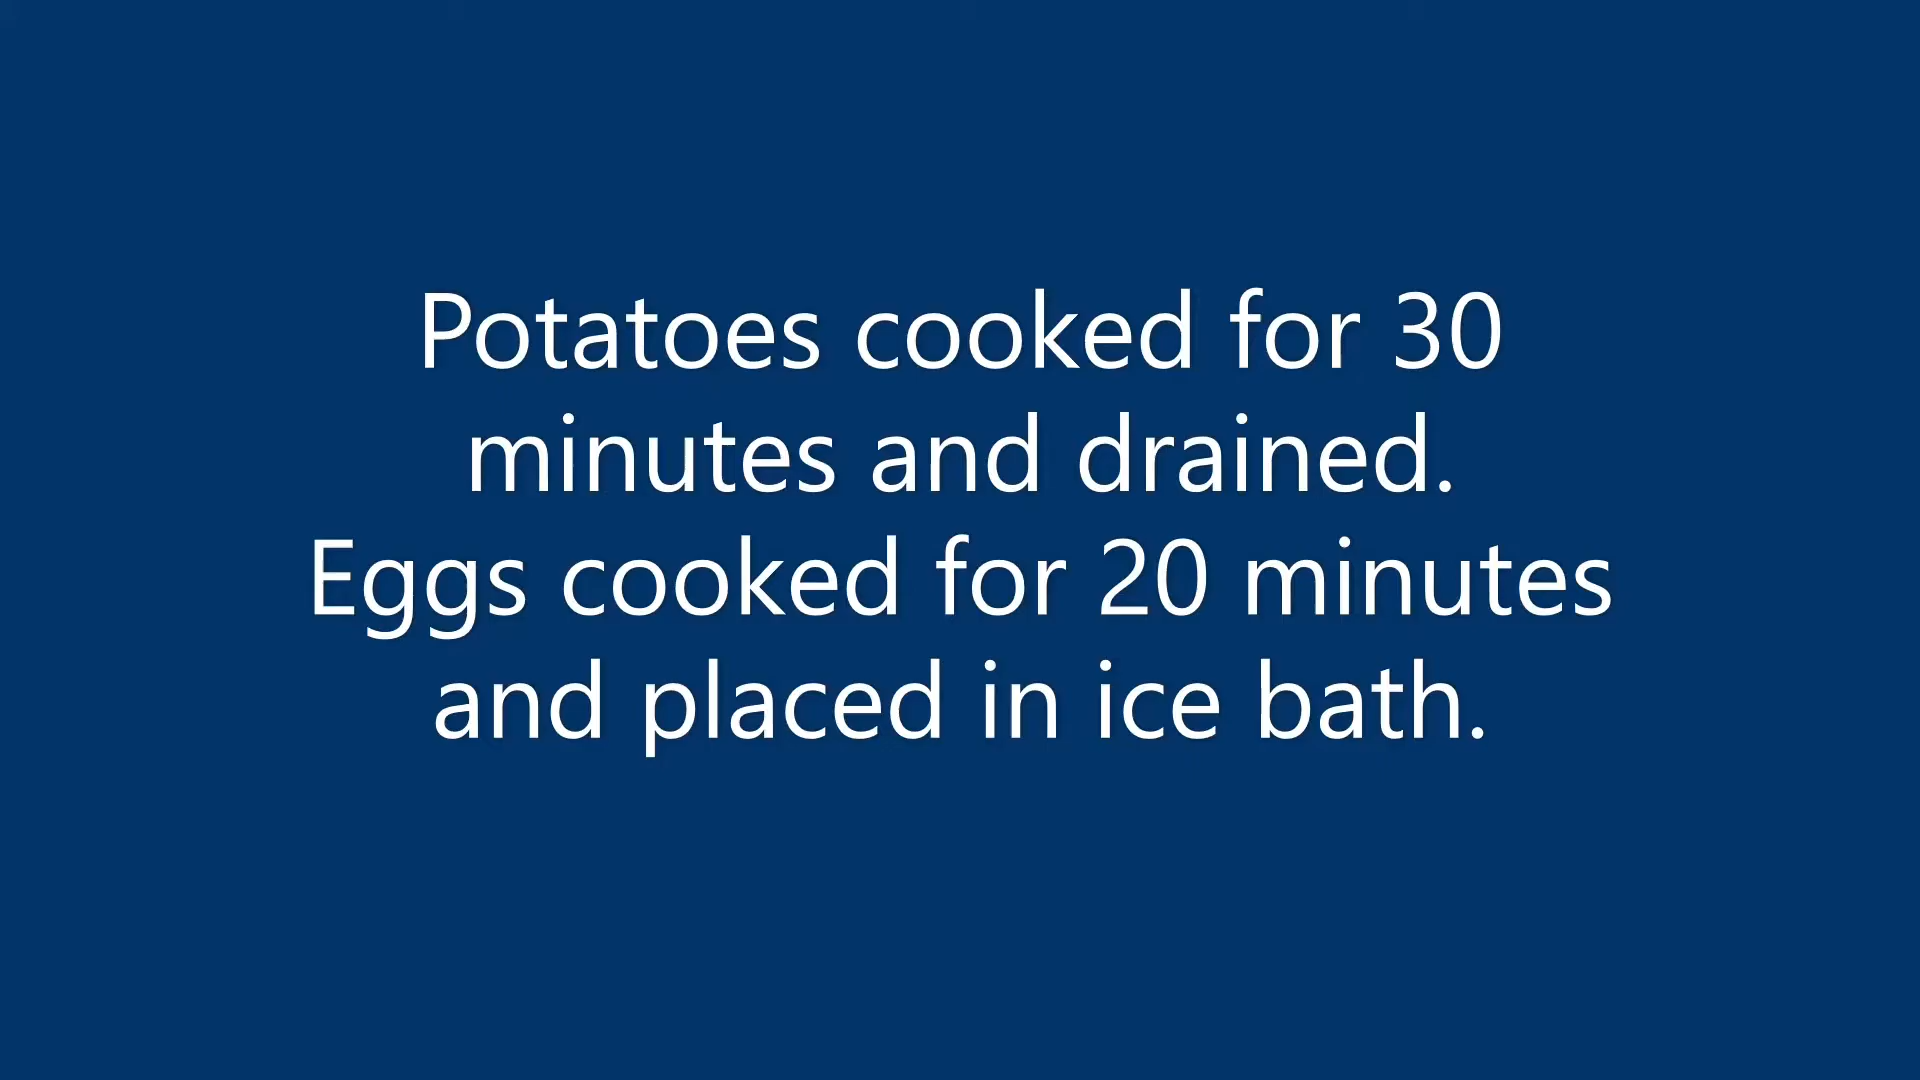 Potatoes cooked for 30
minutes and drained.
Eggs cooked for 20 minutes
and placed in ice bath.